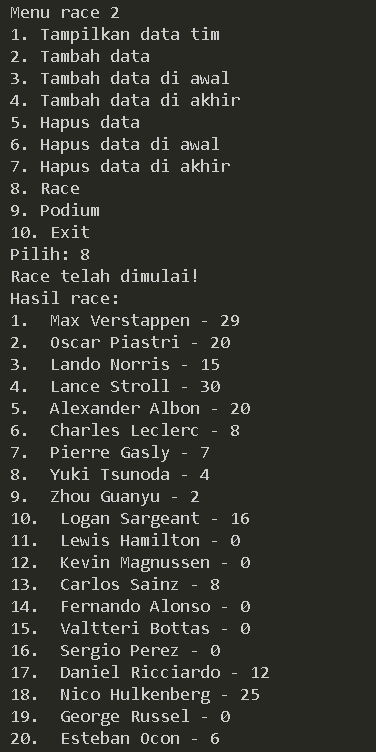 Menu race 2
1. Tampilkan data tim
2. Tambah data
3. Tambah data di awal
4. Tambah data di akhir
5. Hapus data
6. Hapus data di awal
7. Hapus data di akhir
8. Race
9. Podium
10. Exit
Pilih: 8
Race telah dimulai!
Hasil race:
1.  Max Verstappen - 29
2.  Oscar Piastri - 20
3.  Lando Norris - 15
4.  Lance Stroll - 30
5.  Alexander Albon - 20
6.  Charles Leclerc - 8
7.  Pierre Gasly - 7
8.  Yuki Tsunoda - 4
9.  Zhou Guanyu - 2
10.  Logan Sargeant - 16
11.  Lewis Hamilton - 0
12.  Kevin Magnussen - 0
13.  Carlos Sainz - 8
14.  Fernando Alonso - 0
15.  Valtteri Bottas - 0
16.  Sergio Perez - 0
17.  Daniel Ricciardo - 12
18.  Nico Hulkenberg - 25
19.  George Russel - 0
20.  Esteban Ocon - 6